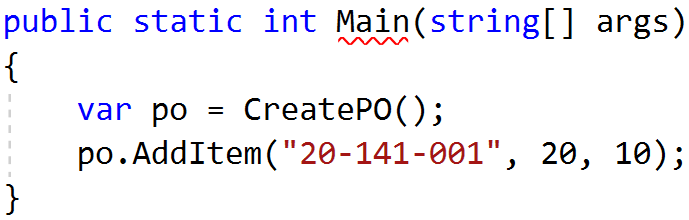 public static int Main(string[] args)
{
    var po = CreatePO();
    po.AddItem("20-141-001", 20, 10);
}